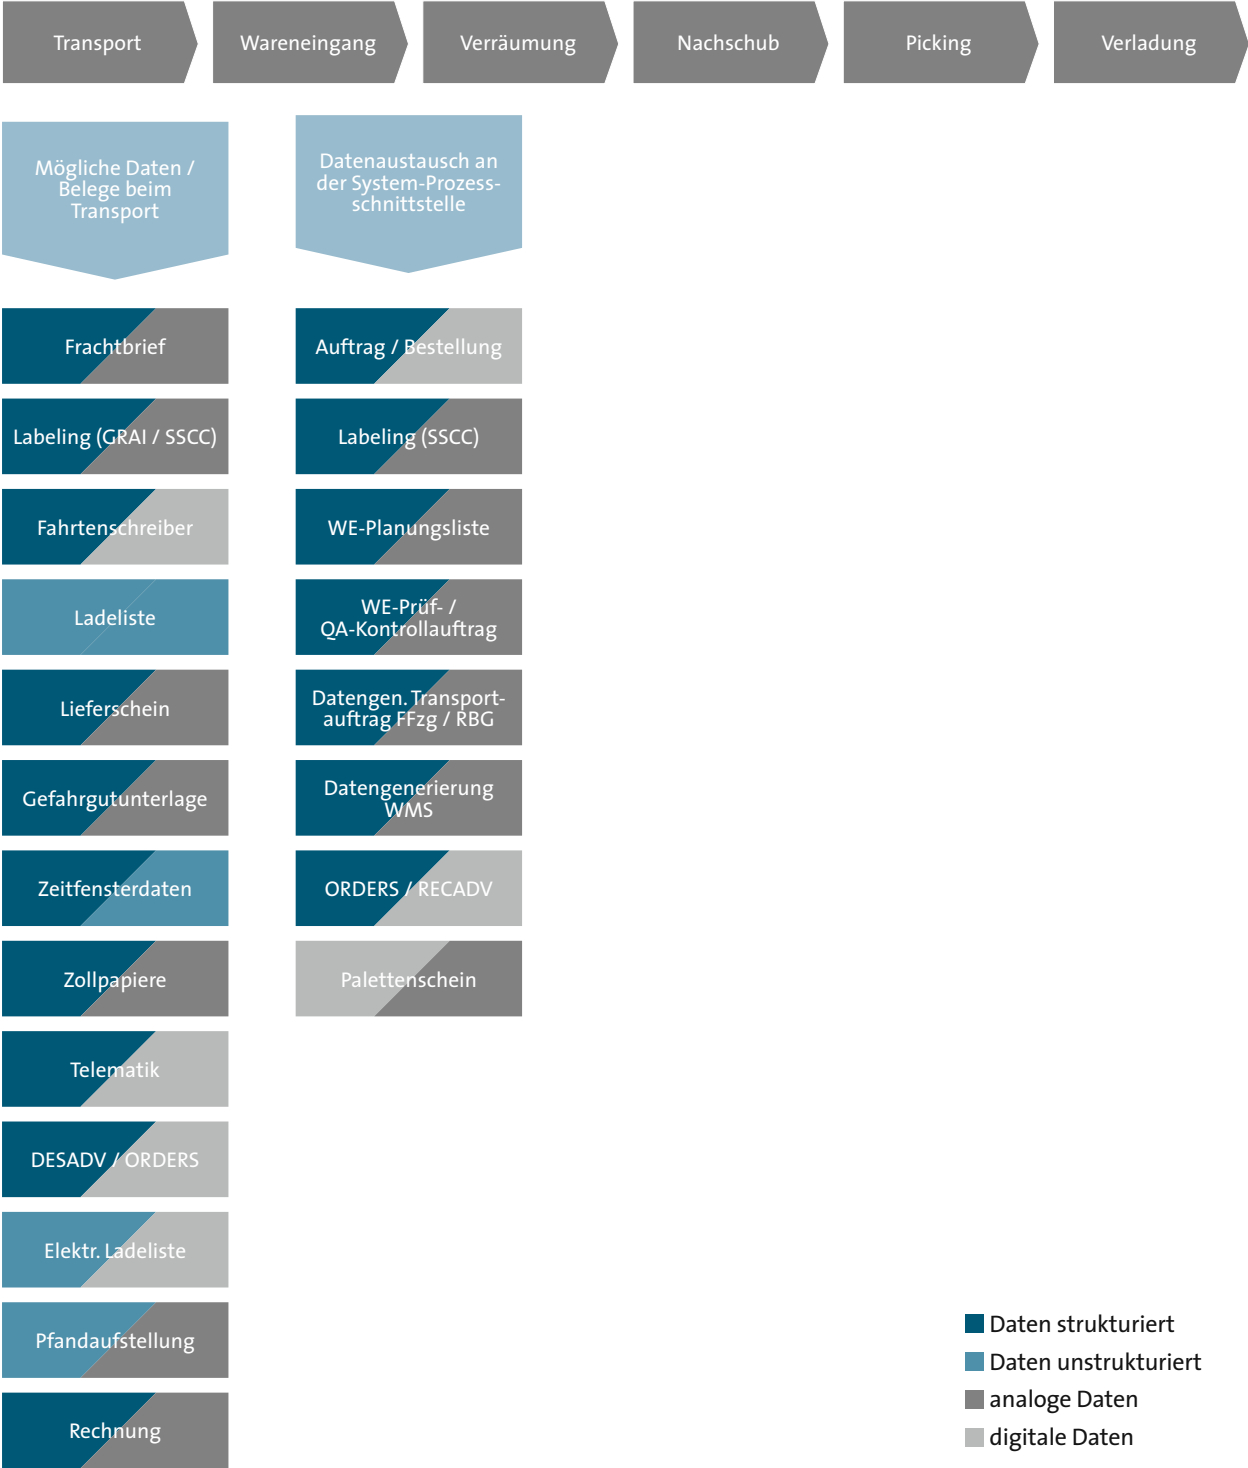 Transport
Wareneingang
Verräumung
Nachschub
Picking
Verladung
Mögliche Daten /
Belege beim
Transport
Frachtbrief
Labeling (GRAI / SSCC)
Fahrtenschreiber
Ladeliste
Lieferschein
Gefahrgutunterlage
Zeitfensterdaten
Zollpapiere
Telematik
DESADV / ORDERS
Elektr. Ladeliste
Pfandaufstellung
Rechnung
Datenaustausch an
der System-Prozess-
schnittstelle
Auftrag / Bestellung
Labeling (SSCC)
WE-Planungsliste
WE-Prüf- /
QA-Kontrollauftrag
Datengen. Transport-
auftrag FFzg / RBG
Datengenerierung
WMS
ORDERS / RECADV
Palettenschein
Daten strukturiert
Daten unstrukturiert
analoge Daten
digitale Daten